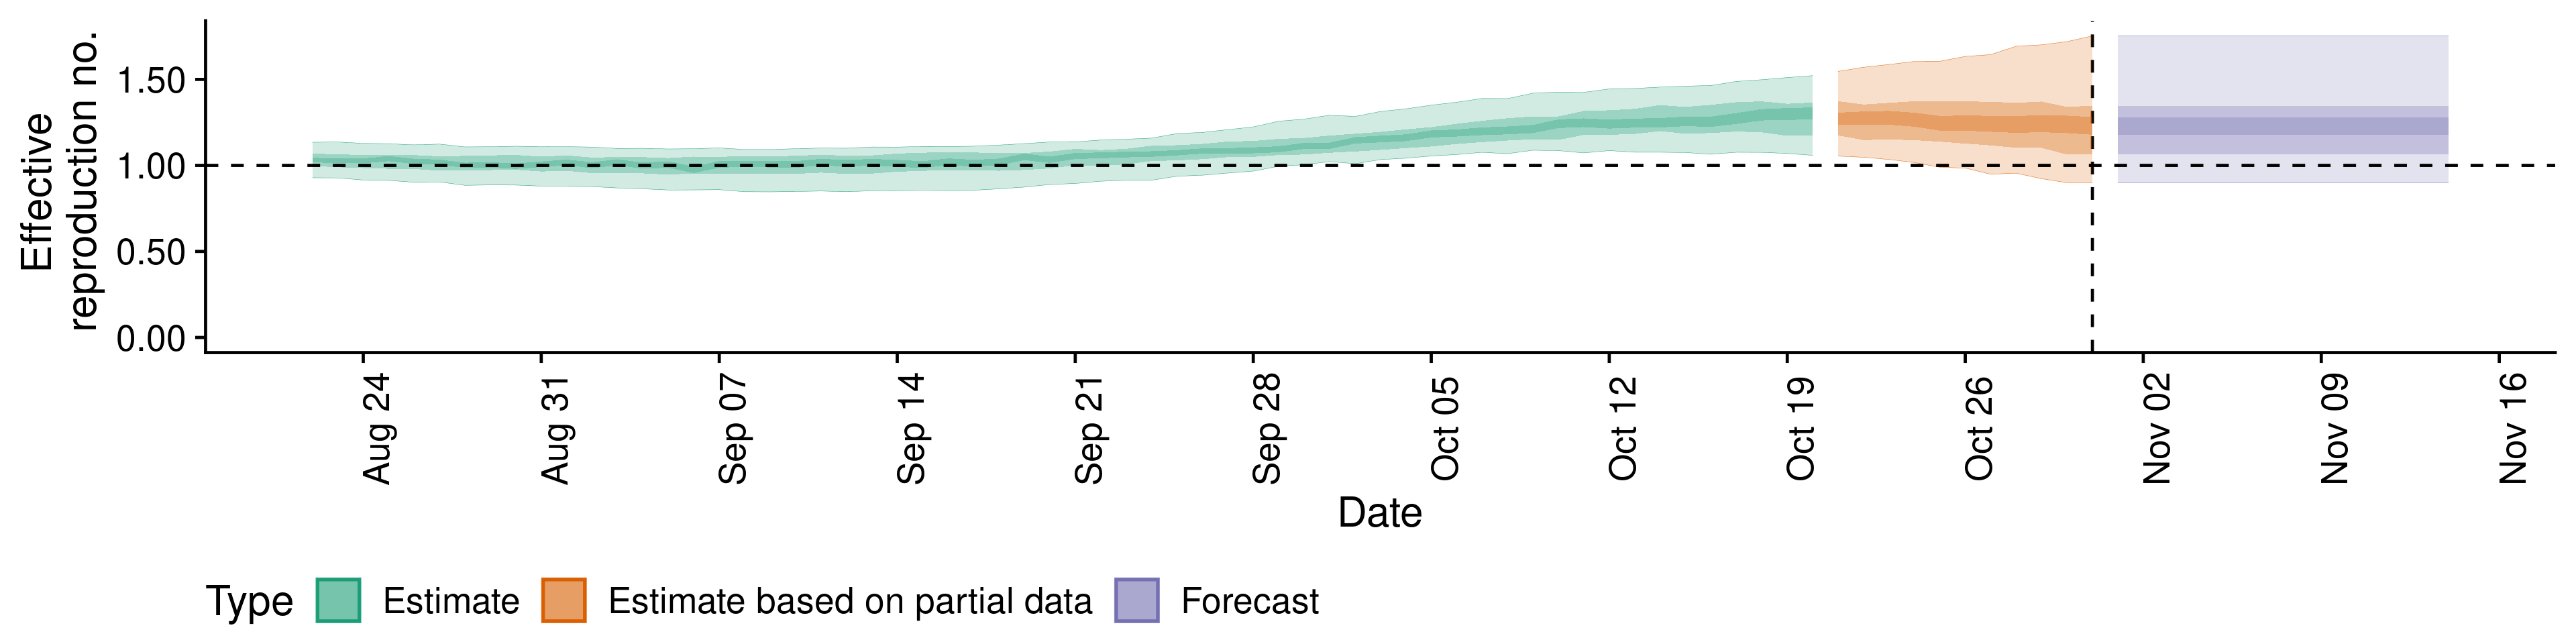 Effective
reproduction no.
1.50
1.00
0.50
0.00
Aug 24
Aug 31
Sep 07
Sep 14
Sep 21
Sep 28
Oct 05
Oct 12
Oct 19
Oct 26
Nov 02
Nov 09
Nov 16
Date
Type Estimate Estimate based on partial data Forecast